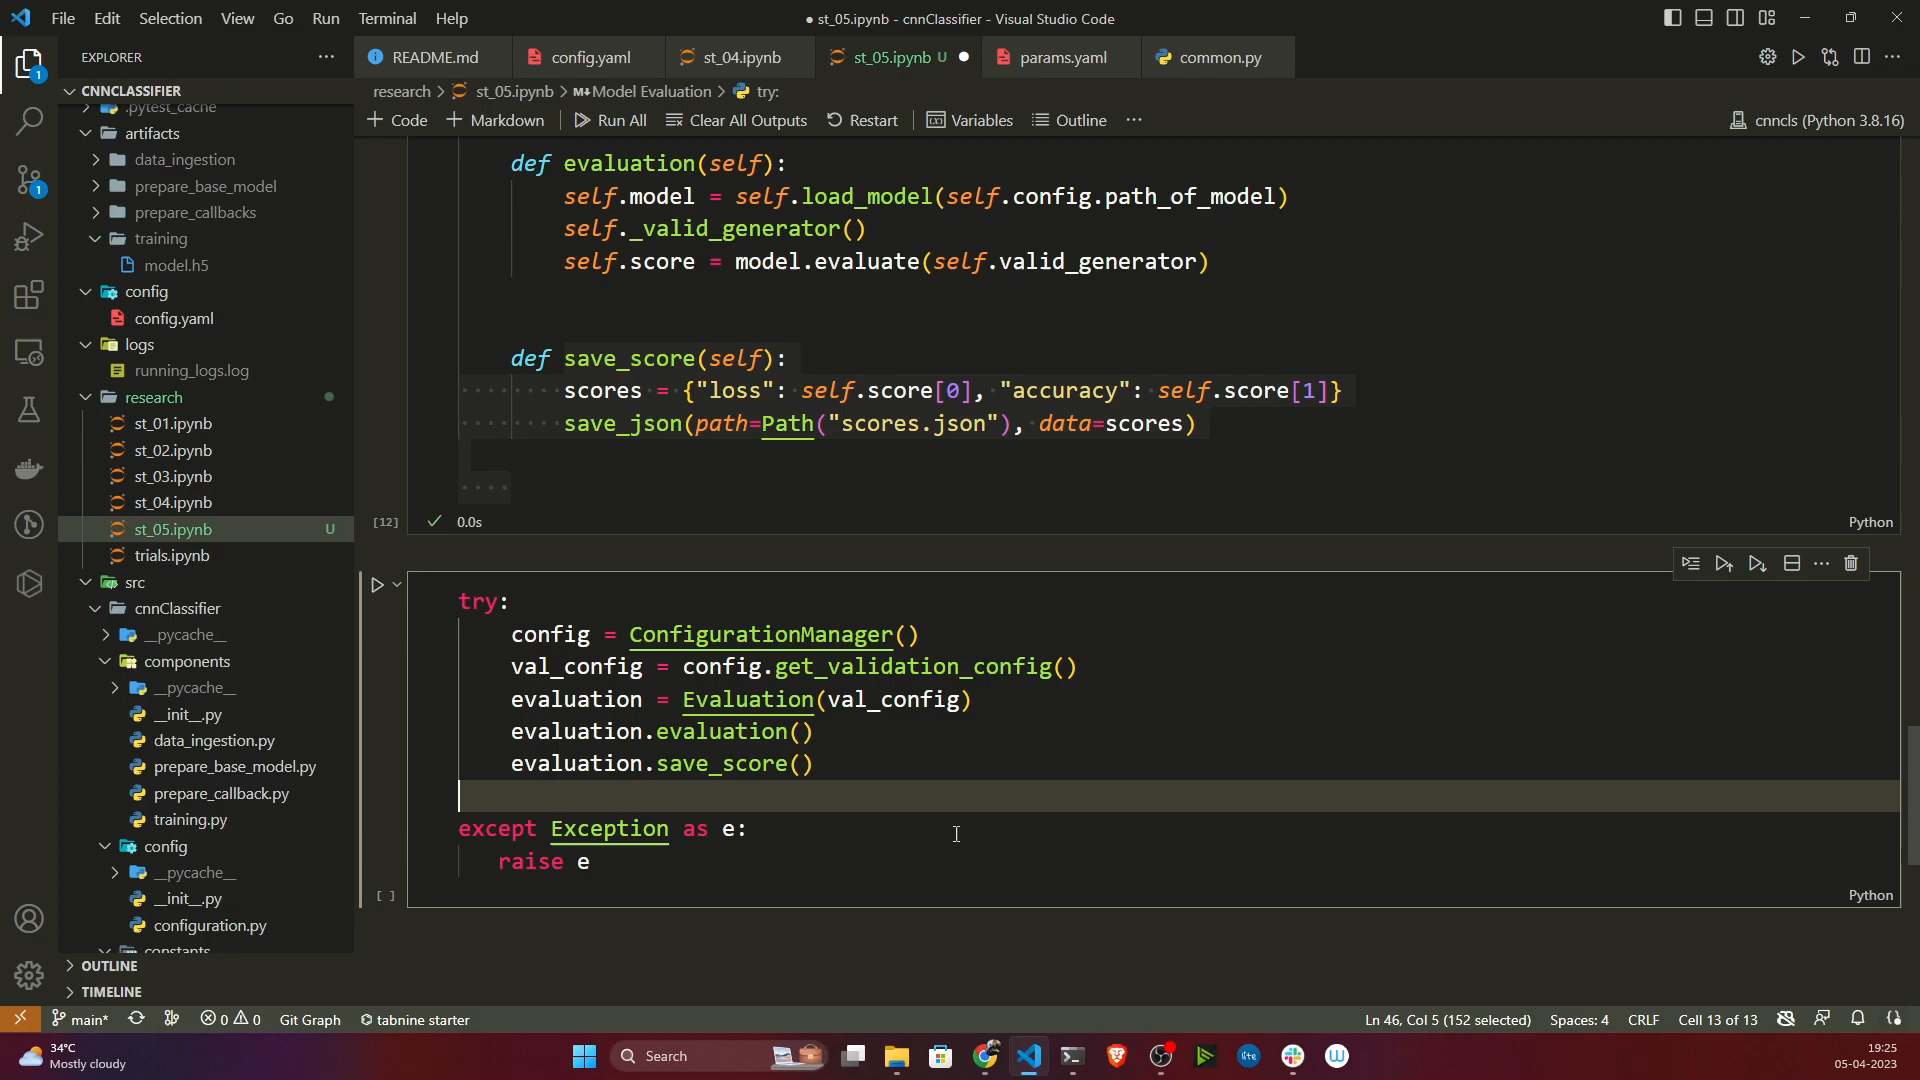 File Edit Selection View Go Run Terminal Help
● st_05.ipynb - cnnClassifier - Visual Studio Code
EXPLORER
README.md config.yaml st_04.ipynb st_05.ipynb U params.yaml common.py
research > st_05.ipynb > M↓Model Evaluation > try:
+ Code + Markdown Run All Clear All Outputs Restart Variables Outline ... cnncls (Python 3.8.16)
CNNCLASSIFIER
.pytest_cache
artifacts
data_ingestion
prepare_base_model
prepare_callbacks
training
model.h5
config
config.yaml
logs
running_logs.log
research
st_01.ipynb
st_02.ipynb
st_03.ipynb
st_04.ipynb
st_05.ipynb U
trials.ipynb
src
cnnClassifier
__pycache__
components
__pycache__
__init__.py
data_ingestion.py
prepare_base_model.py
prepare_callback.py
training.py
config
__pycache__
__init__.py
configuration.py
constants
OUTLINE
TIMELINE
def evaluation(self):
self.model = self.load_model(self.config.path_of_model)
self._valid_generator()
self.score = model.evaluate(self.valid_generator)
def save_score(self):
scores = {"loss": self.score[0], "accuracy": self.score[1]}
save_json(path=Path("scores.json"), data=scores)
[12] ✓ 0.0s Python
try:
config = ConfigurationManager()
val_config = config.get_validation_config()
evaluation = Evaluation(val_config)
evaluation.evaluation()
evaluation.save_score()
except Exception as e:
raise e
[ ] Python
main* 0 0 Git Graph tabnine starter Ln 46, Col 5 (152 selected) Spaces: 4 CRLF Cell 13 of 13
34°C
Mostly cloudy
Search
lite
19:25
05-04-2023